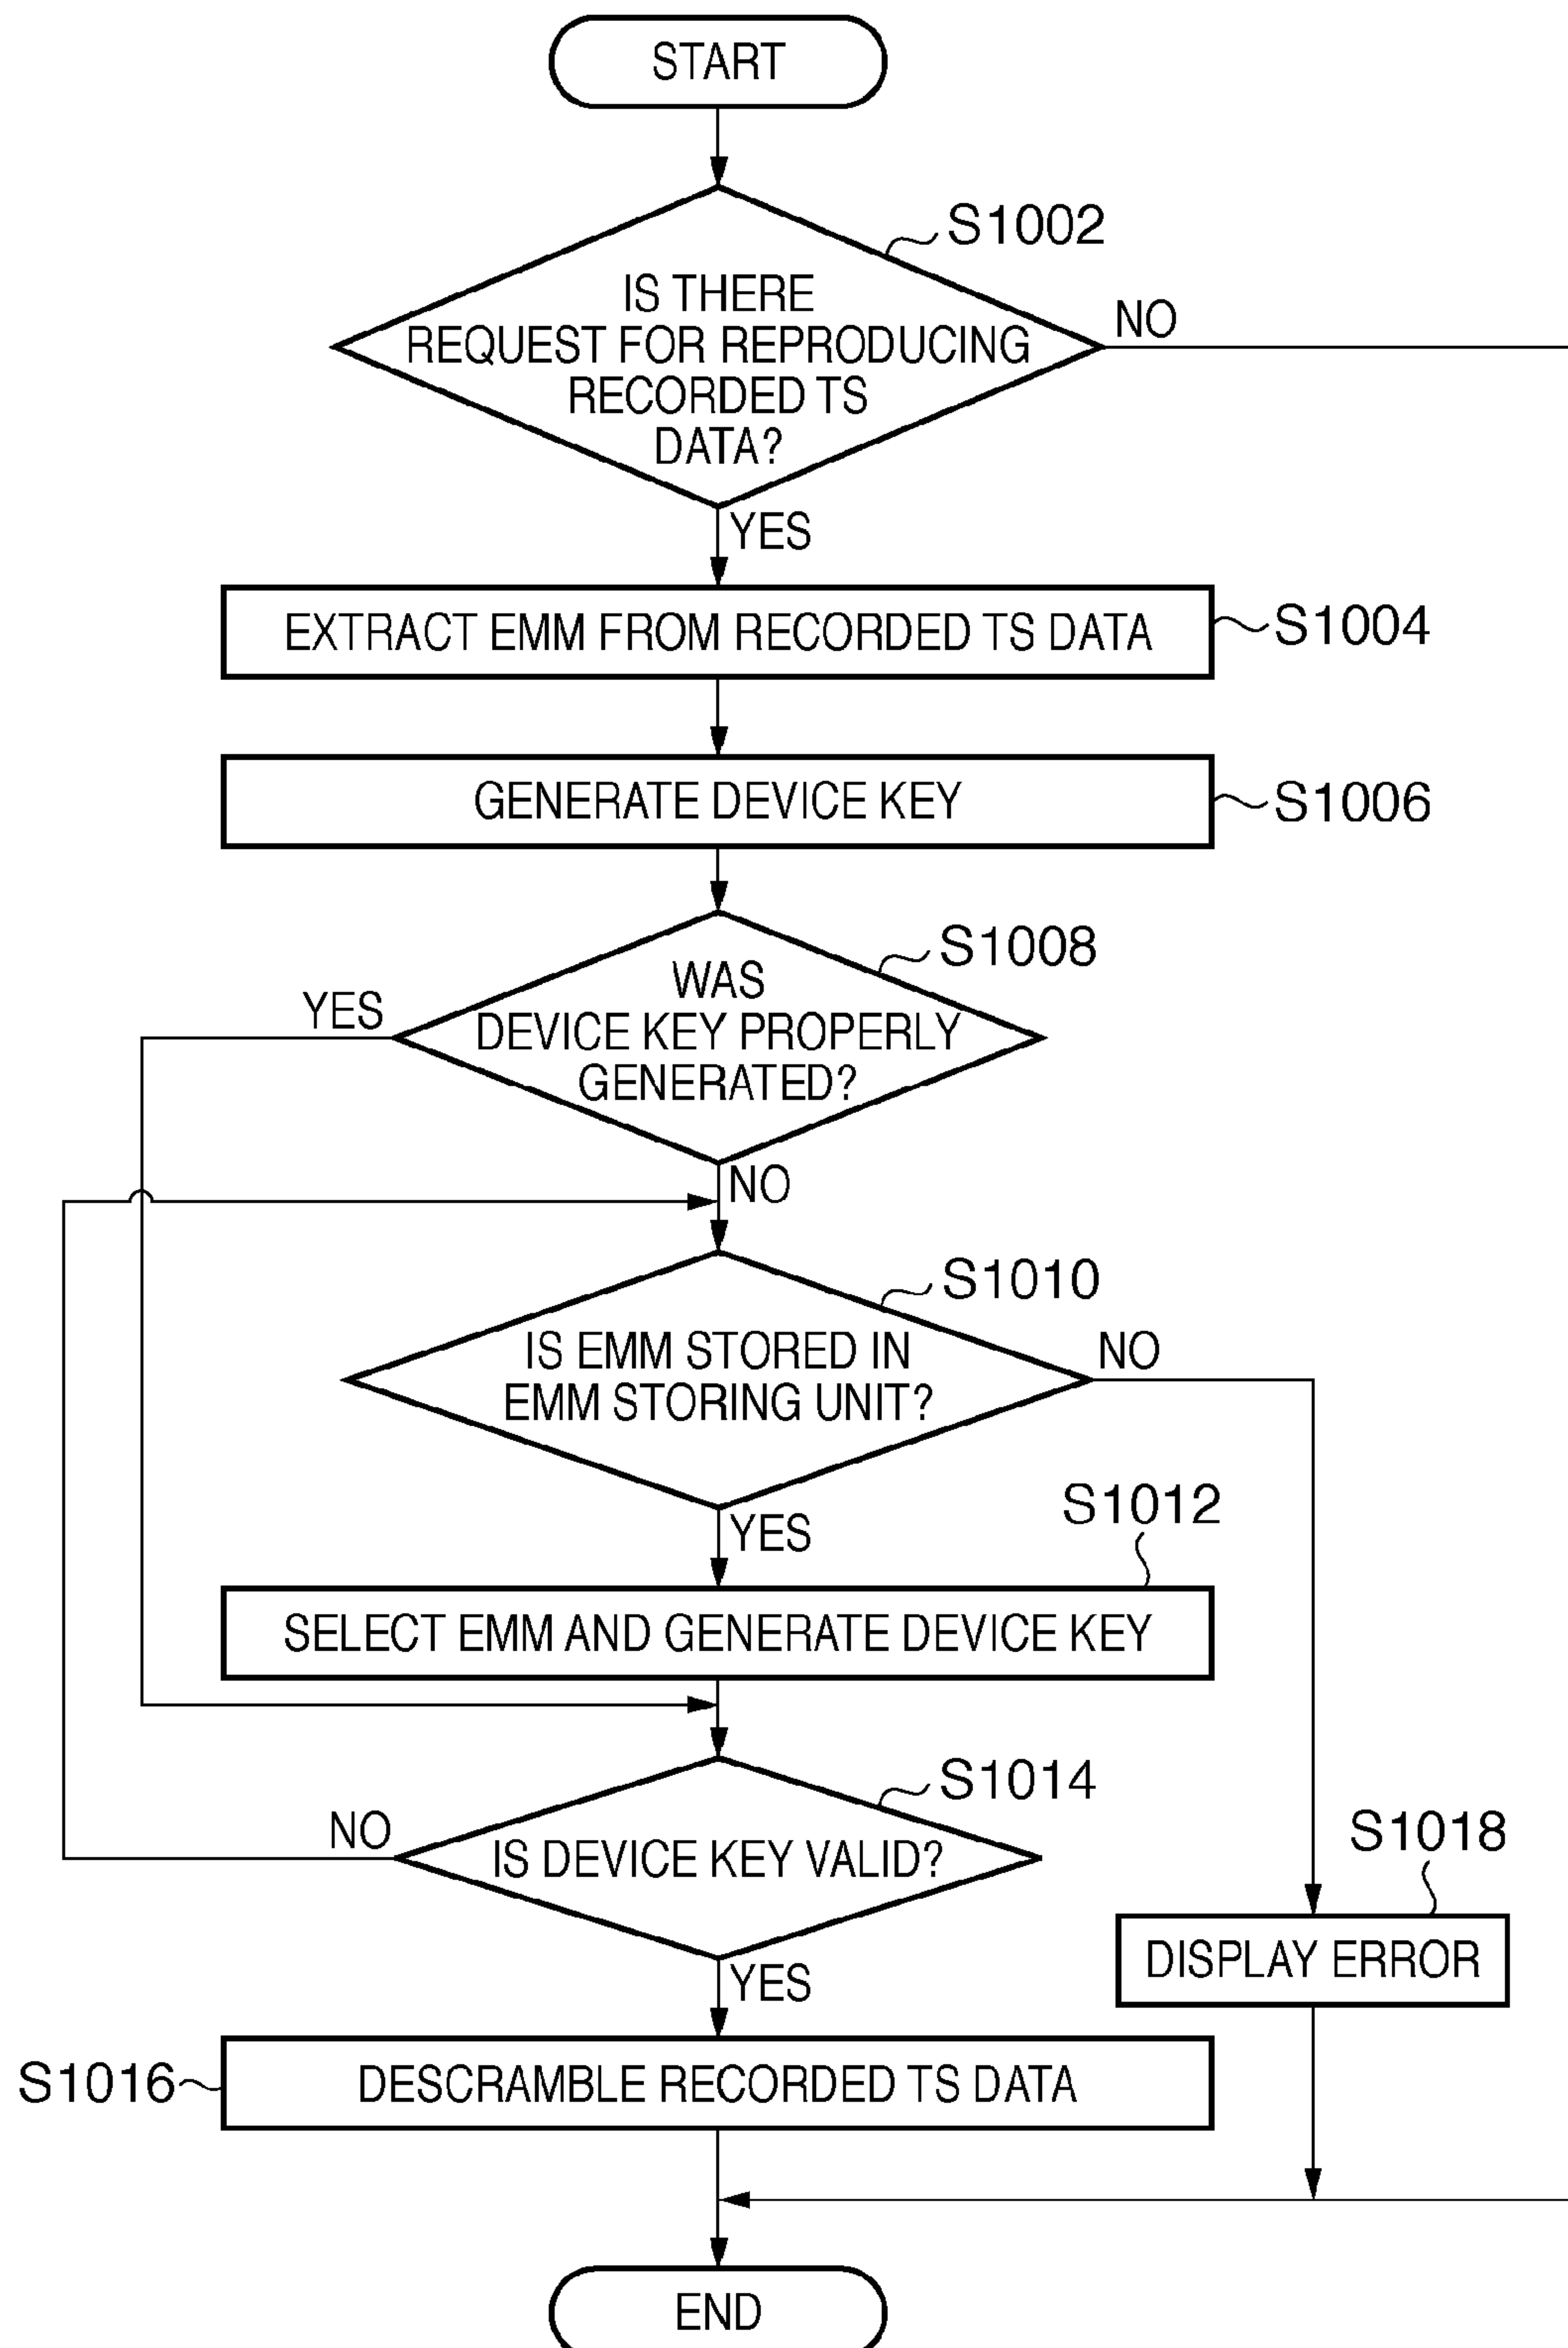 START
S1002
IS THERE
REQUEST FOR REPRODUCING
RECORDED TS
DATA?
NO
YES
EXTRACT EMM FROM RECORDED TS DATA
S1004
GENERATE DEVICE KEY
S1006
S1008
WAS
DEVICE KEY PROPERLY
GENERATED?
YES
NO
S1010
IS EMM STORED IN
EMM STORING UNIT?
NO
YES
S1012
SELECT EMM AND GENERATE DEVICE KEY
S1014
IS DEVICE KEY VALID?
NO
YES
S1018
DISPLAY ERROR
S1016
DESCRAMBLE RECORDED TS DATA
END